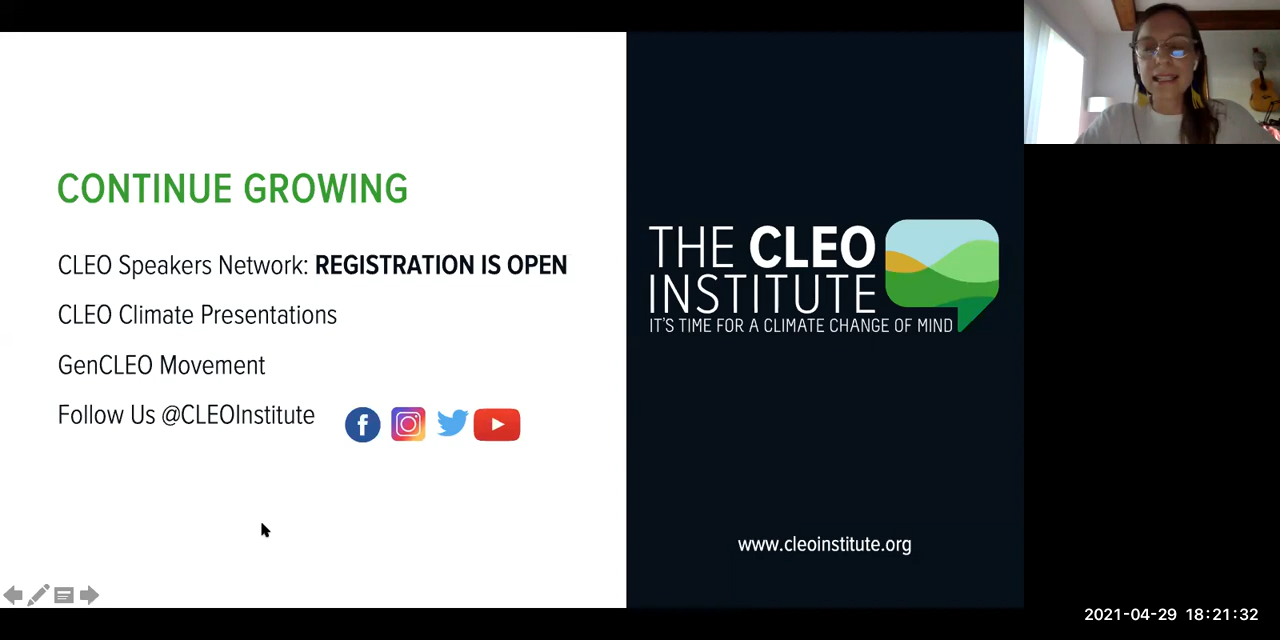 CONTINUE GROWING
CLEO Speakers Network: REGISTRATION IS OPEN
CLEO Climate Presentations
GenCLEO Movement
Follow Us @CLEOInstitute
THE CLEO
INSTITUTE
IT'S TIME FOR A CLIMATE CHANGE OF MIND
www.cleoinstitute.org
2021-04-29 18:21:32